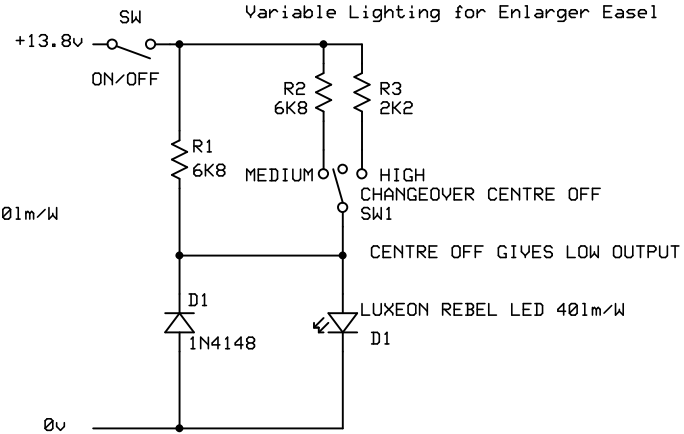 Variable Lighting for Enlarger Easel
SW
+13.8v
ON/OFF
R2
6K8
R3
2K2
R1
6K8
MEDIUM
HIGH
CHANGEOVER CENTRE OFF
SW1
0lm/W
CENTRE OFF GIVES LOW OUTPUT
D1
1N4148
LUXEON REBEL LED 40lm/W
D1
0v